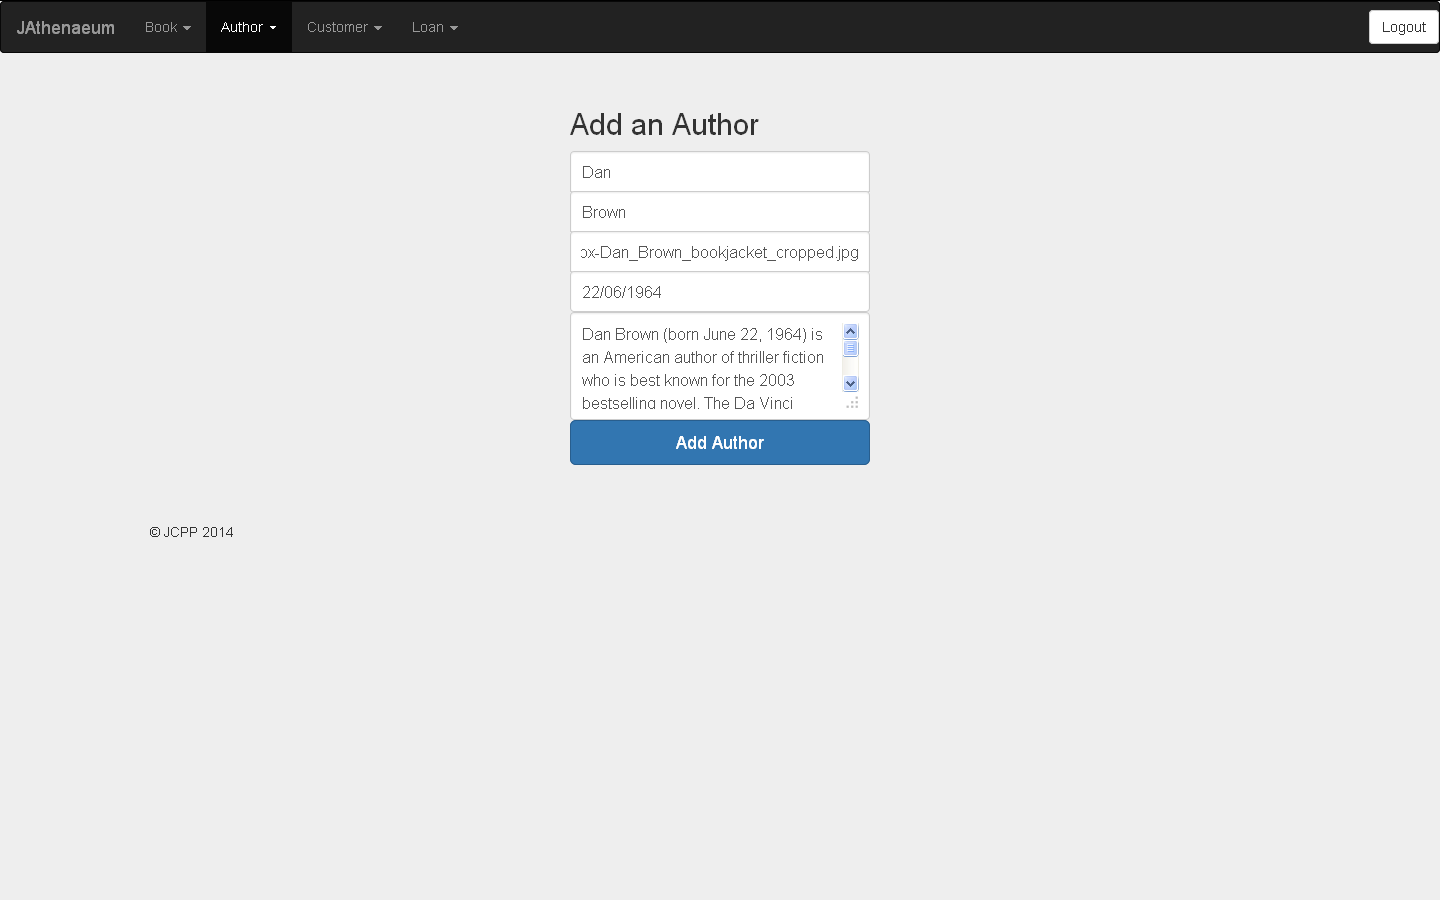 JAthenaeum Book Author Customer Loan Logout
Add an Author
Dan
Brown
x-Dan_Brown_bookjacket_cropped.jpg
22/06/1964
Dan Brown (born June 22, 1964) is
an American author of thriller fiction
who is best known for the 2003
bestselling novel, The Da Vinci
Add Author
© JCPP 2014